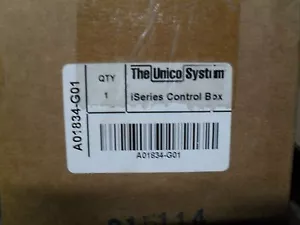 A01834-G01
QTY
1
The Unico System
iSeries Control Box
A01834-G01